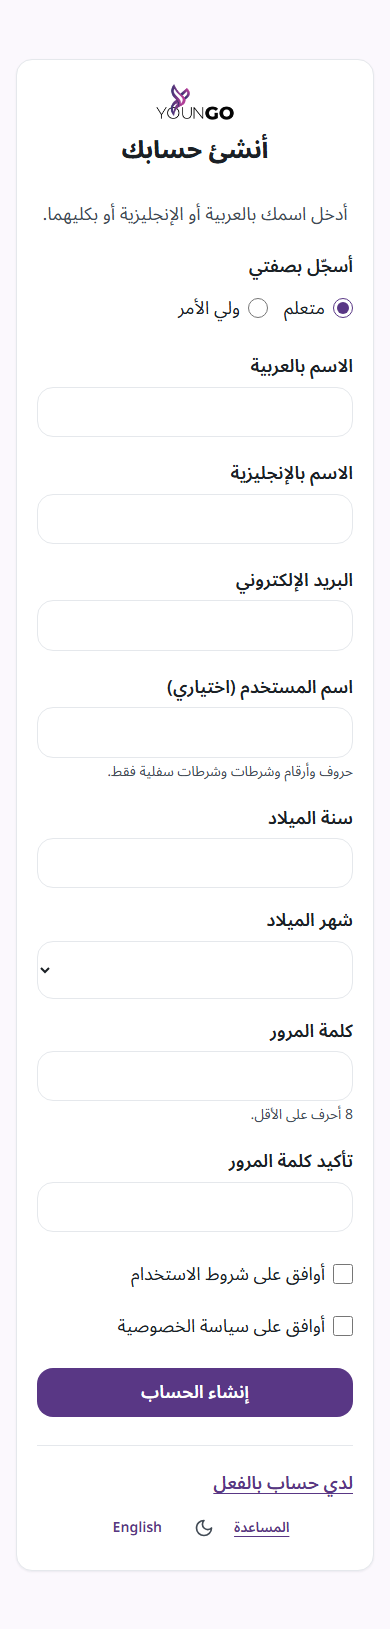 YOUNGO
أنشئ حسابك
أدخل اسمك بالعربية أو الإنجليزية أو بكليهما.
أسجّل بصفتي
متعلم ولي الأمر
الاسم بالعربية
الاسم بالإنجليزية
البريد الإلكتروني
اسم المستخدم (اختياري)
حروف وأرقام وشرطات وشرطات سفلية فقط.
سنة الميلاد
شهر الميلاد
كلمة المرور
8 أحرف على الأقل.
تأكيد كلمة المرور
أوافق على شروط الاستخدام
أوافق على سياسة الخصوصية
إنشاء الحساب
لدي حساب بالفعل
المساعدة English